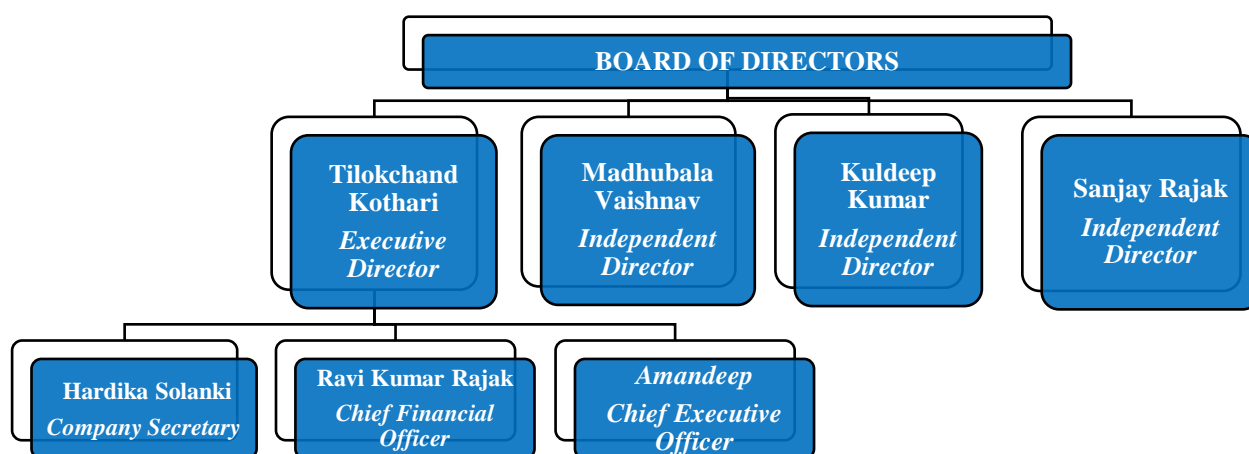 BOARD OF DIRECTORS
Tilokchand
Kothari
Executive
Director
Madhubala
Vaishnav
Independent
Director
Kuldeep
Kumar
Independent
Director
Sanjay Rajak
Independent
Director
Hardika Solanki
Company Secretary
Ravi Kumar Rajak
Chief Financial
Officer
Amandeep
Chief Executive
Officer